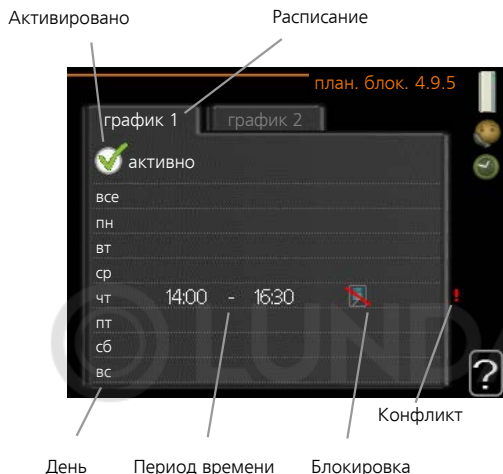 Активировано
Расписание
план. блок. 4.9.5
график 1
график 2
активно
все
пн
вт
ср
чт 14:00 - 16:30 !
пт
сб
вс
?
LUND
Конфликт
День
Период времени
Блокировка